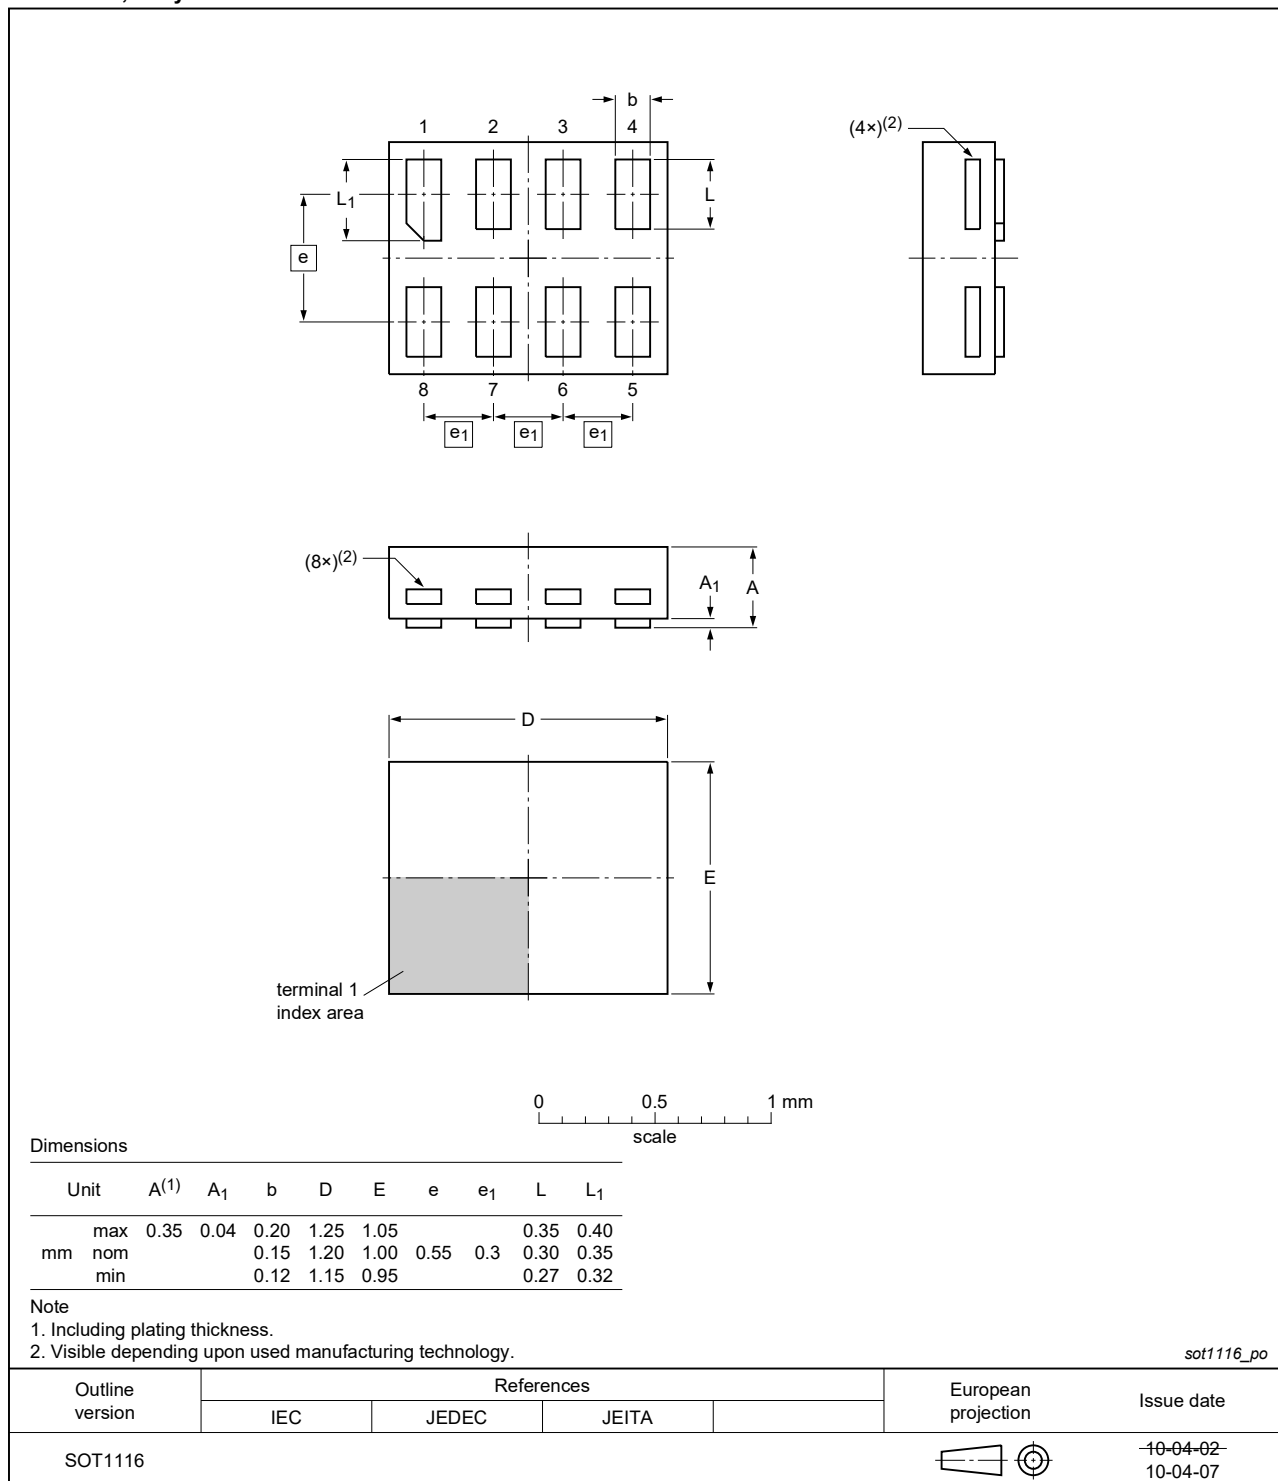 b
1 2 3 4
(4×)(2)
L1
L
e
8 7 6 5
e1 e1 e1
(8×)(2)
A1 A
D
E
terminal 1
index area
0 0.5 1 mm
scale
Dimensions
Unit A(1) A1 b D E e e1 L L1
max 0.35 0.04 0.20 1.25 1.05 0.35 0.40
mm nom 0.15 1.20 1.00 0.55 0.3 0.30 0.35
min 0.12 1.15 0.95 0.27 0.32
Note
1. Including plating thickness.
2. Visible depending upon used manufacturing technology.
sot1116_po
Outline version References European projection Issue date
IEC JEDEC JEITA
SOT1116 10-04-02
10-04-07